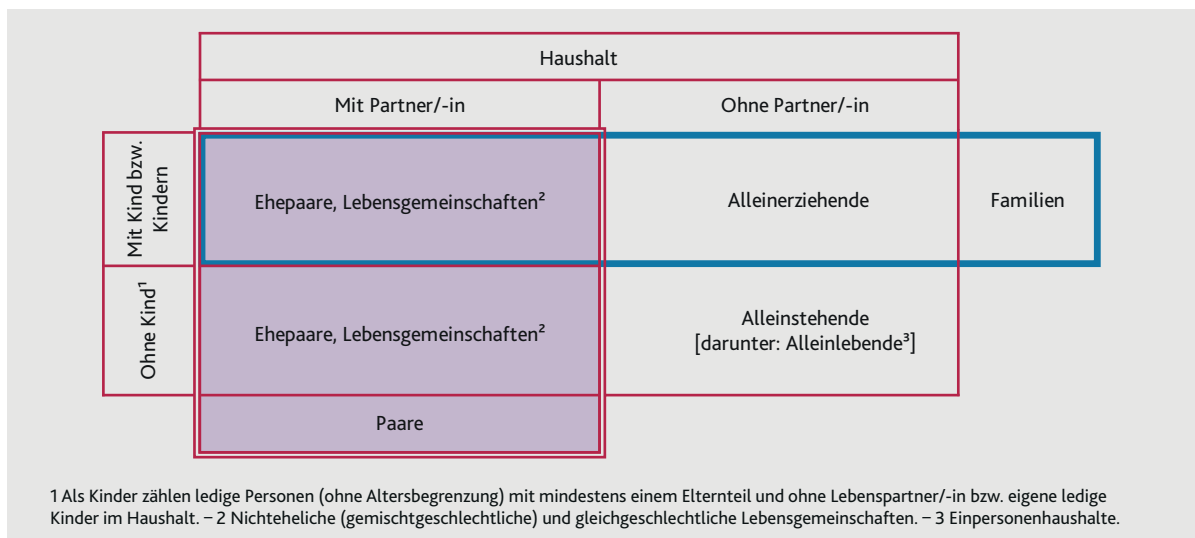 Haushalt
Mit Partner/-in
Ohne Partner/-in
Mit Kind bzw.
Kindern
Ehepaare, Lebensgemeinschaften²
Alleinerziehende
Familien
Ohne Kind¹
Ehepaare, Lebensgemeinschaften²
Alleinstehende
[darunter: Alleinlebende³]
Paare
1 Als Kinder zählen ledige Personen (ohne Altersbegrenzung) mit mindestens einem Elternteil und ohne Lebenspartner/-in bzw. eigene ledige
Kinder im Haushalt. – 2 Nichteheliche (gemischtgeschlechtliche) und gleichgeschlechtliche Lebensgemeinschaften. – 3 Einpersonenhaushalte.